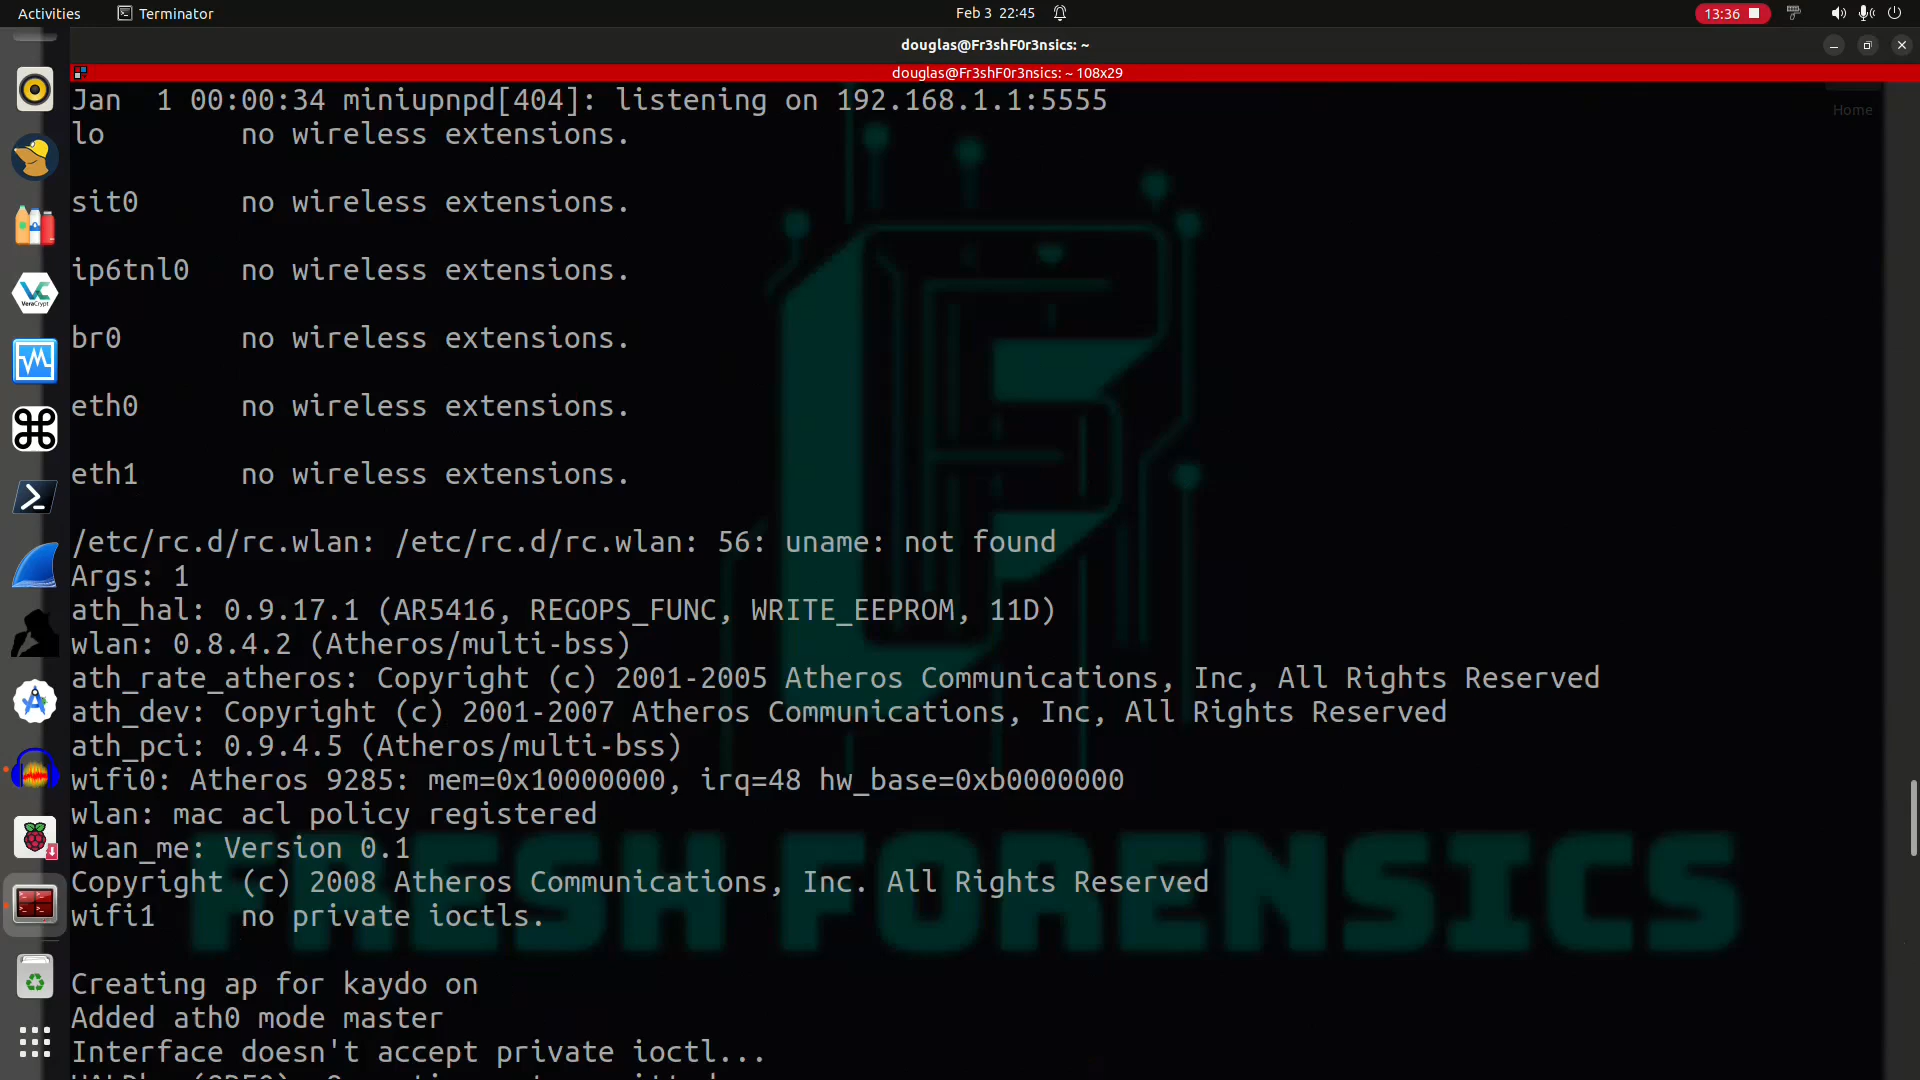 Activities
Terminator
Feb 3 22:45
13:36
douglas@Fr3shF0r3nsics: ~
douglas@Fr3shF0r3nsics: ~ 108x29
Home
Jan  1 00:00:34 miniupnpd[404]: listening on 192.168.1.1:5555
lo        no wireless extensions.
sit0      no wireless extensions.
ip6tnl0   no wireless extensions.
br0       no wireless extensions.
eth0      no wireless extensions.
eth1      no wireless extensions.
/etc/rc.d/rc.wlan: /etc/rc.d/rc.wlan: 56: uname: not found
Args: 1
ath_hal: 0.9.17.1 (AR5416, REGOPS_FUNC, WRITE_EEPROM, 11D)
wlan: 0.8.4.2 (Atheros/multi-bss)
ath_rate_atheros: Copyright (c) 2001-2005 Atheros Communications, Inc, All Rights Reserved
ath_dev: Copyright (c) 2001-2007 Atheros Communications, Inc, All Rights Reserved
ath_pci: 0.9.4.5 (Atheros/multi-bss)
wifi0: Atheros 9285: mem=0x10000000, irq=48 hw_base=0xb0000000
wlan: mac acl policy registered
wlan_me: Version 0.1
Copyright (c) 2008 Atheros Communications, Inc. All Rights Reserved
wifi1     no private ioctls.
Creating ap for kaydo on
Added ath0 mode master
Interface doesn't accept private ioctl...
FRESH FORENSICS
VC
VeraCrypt